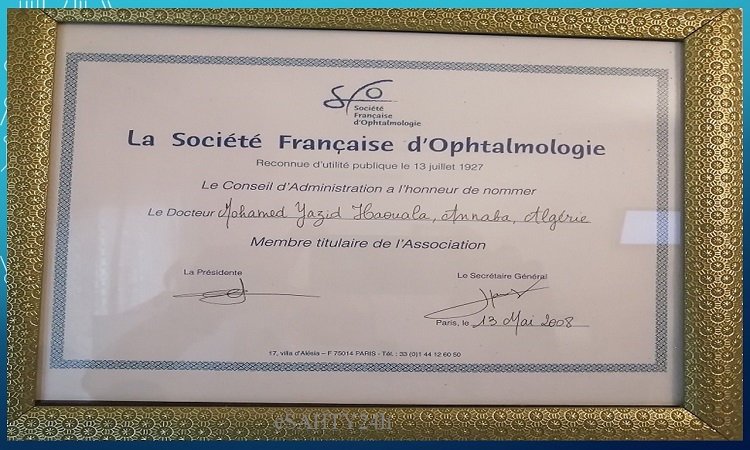 SFO
Société
Française
d'Ophtalmologie
La Société Française d'Ophtalmologie
Reconnue d'utilité publique le 13 juillet 1927
Le Conseil d'Administration a l'honneur de nommer
Le Docteur Mohamed Yazid Haouala, Annaba, Algérie
Membre titulaire de l'Association
La Présidente
Le Secrétaire Général
Paris, le 13 Mai 2008
17, villa d'Alésia – F 75014 PARIS - Tél. : 33 (0)1 44 12 60 50
eSAHTY24h